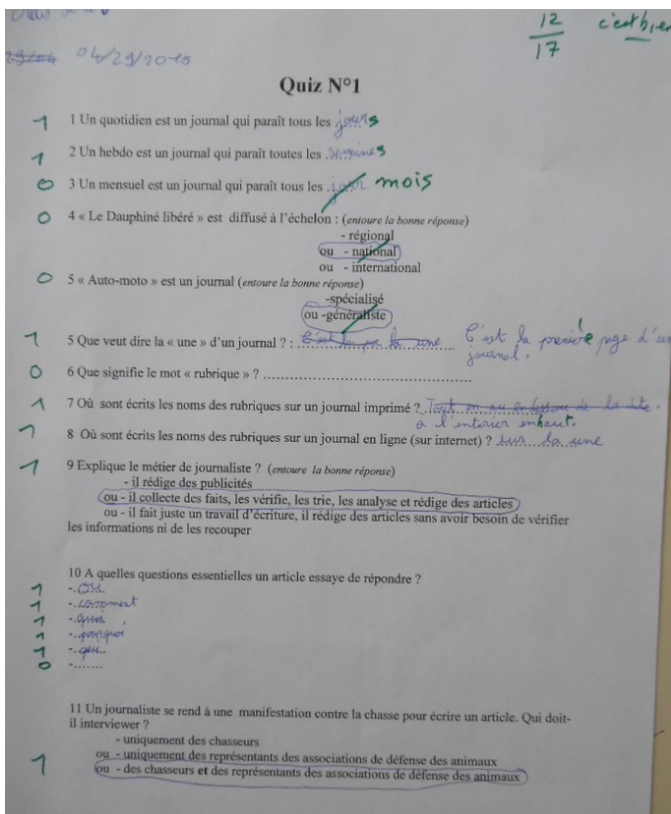 12
17
c'est bien
29/04 04/29/2015
Quiz N°1
1 1 Un quotidien est un journal qui paraît tous les jours
1 2 Un hebdo est un journal qui paraît toutes les semaines
0 3 Un mensuel est un journal qui paraît tous les jour mois
0 4 « Le Dauphiné libéré » est diffusé à l'échelon : (entoure la bonne réponse)
- régional
ou - national
ou - international
0 5 « Auto-moto » est un journal (entoure la bonne réponse)
-spécialisé
ou -généraliste
1 5 Que veut dire la « une » d'un journal ? : C'est la première page d'un
journal.
0 6 Que signifie le mot « rubrique » ? ..........
1 7 Où sont écrits les noms des rubriques sur un journal imprimé ?
a l'interieur en haut.
1 8 Où sont écrits les noms des rubriques sur un journal en ligne (sur internet) ? sur la une
1 9 Explique le métier de journaliste ? (entoure la bonne réponse)
- il rédige des publicités
ou - il collecte des faits, les vérifie, les trie, les analyse et rédige des articles
ou - il fait juste un travail d'écriture, il rédige des articles sans avoir besoin de vérifier
les informations ni de les recouper
10 A quelles questions essentielles un article essaye de répondre ?
1 -
1 - comment
1 -
1 - pourquoi
1 -
0 -.......
11 Un journaliste se rend à une manifestation contre la chasse pour écrire un article. Qui doit-
il interviewer ?
- uniquement des chasseurs
ou - uniquement des représentants des associations de défense des animaux
1 ou - des chasseurs et des représentants des associations de défense des animaux